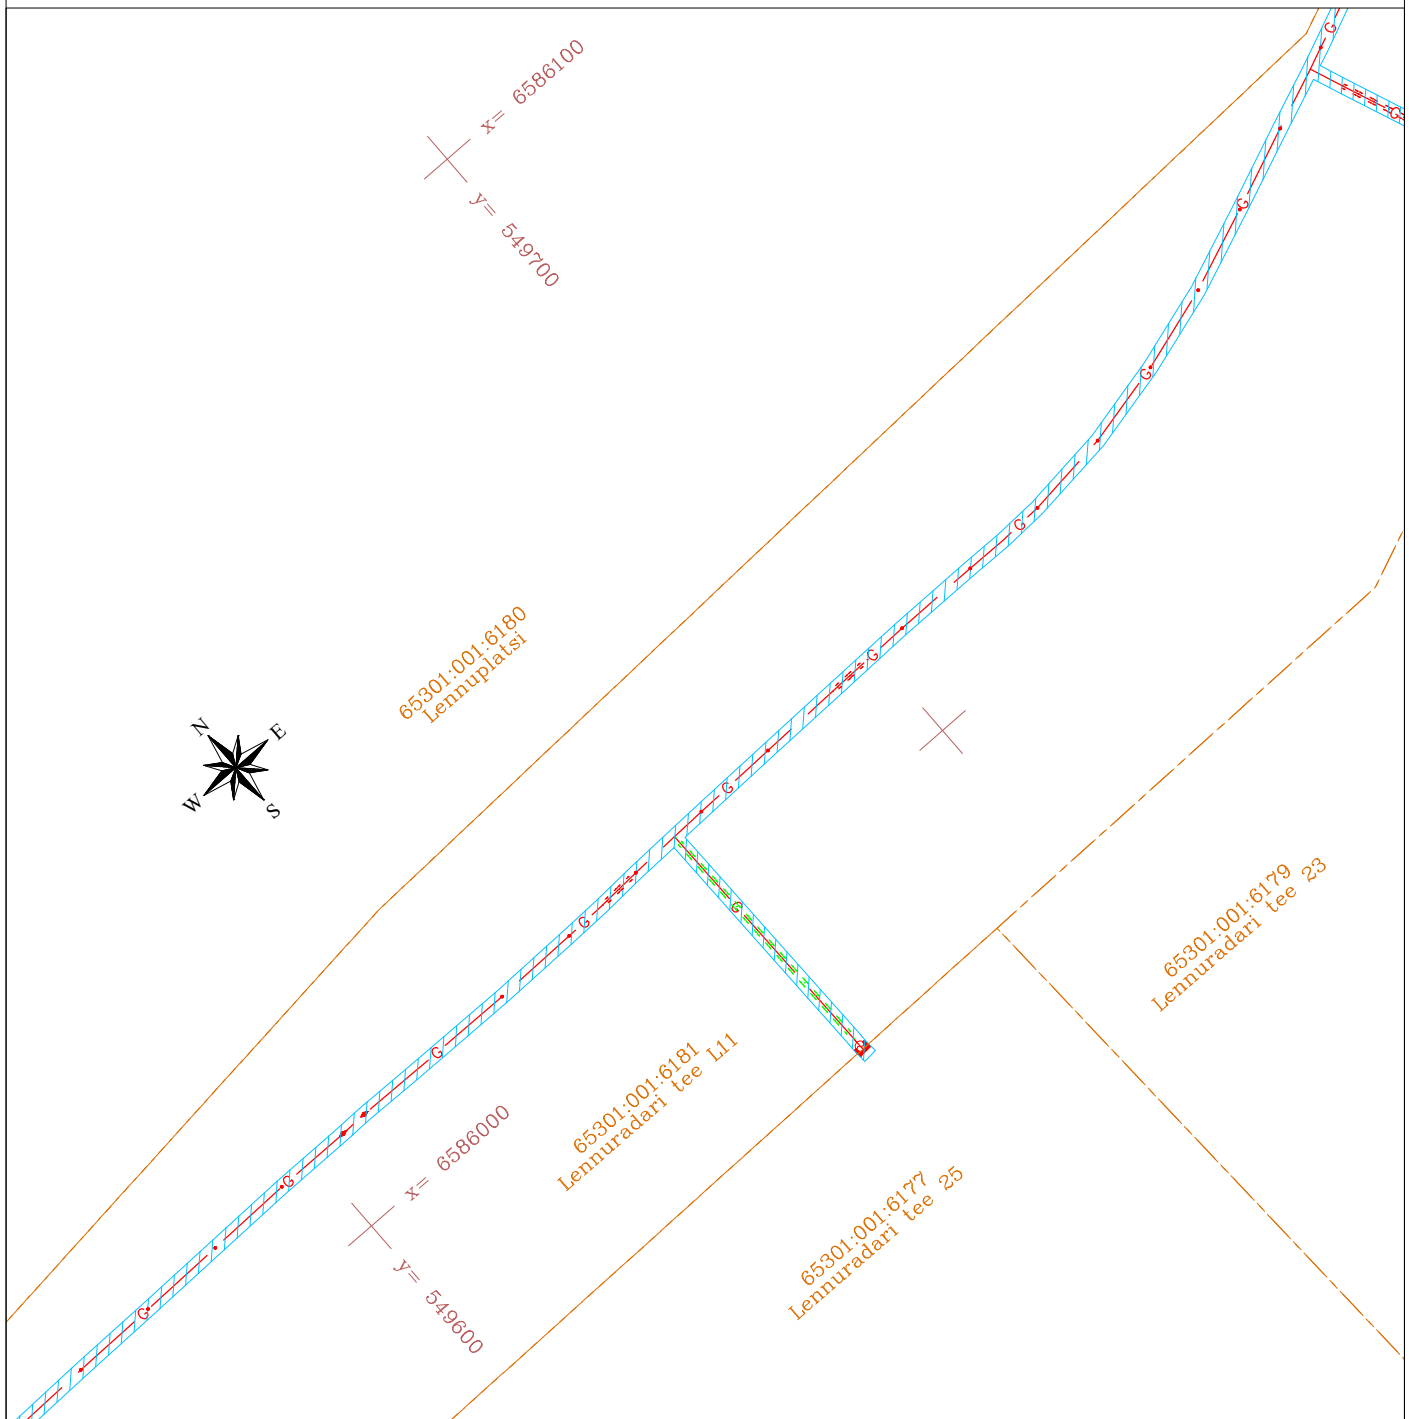 x= 6586100
y= 549700
65301:001:6180
Lennuplatsi
N
E
W
S
65301:001:6179
Lennuradari tee 23
65301:001:6181
Lennuradari tee L11
x= 6586000
y= 549600
65301:001:6177
Lennuradari tee 25
G
G
G
G
G
G
G
G
G
G
G
G